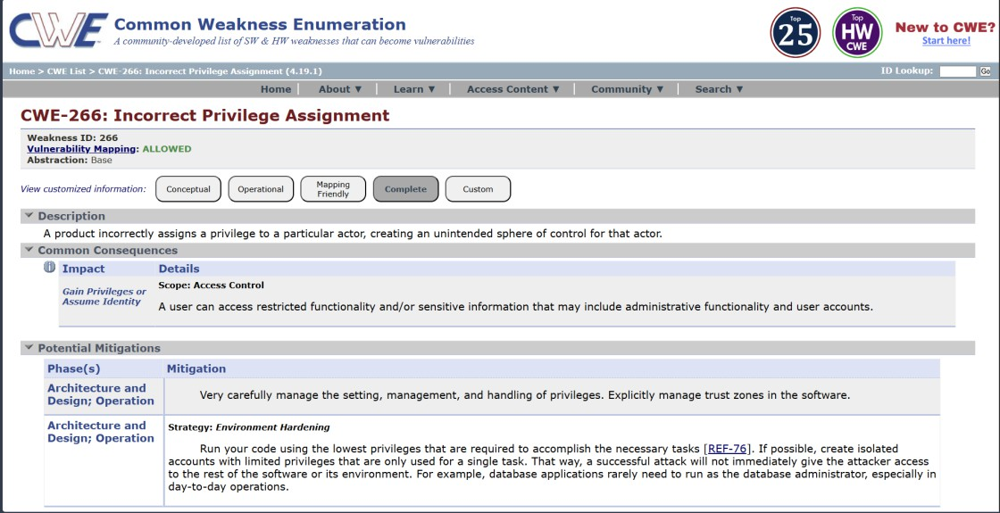 CWE Common Weakness Enumeration
A community-developed list of SW & HW weaknesses that can become vulnerabilities
Top 25
Top HW CWE
New to CWE?
Start here!
Home > CWE List > CWE-266: Incorrect Privilege Assignment (4.19.1)
ID Lookup: Go
Home About ▼ Learn ▼ Access Content ▼ Community ▼ Search ▼
CWE-266: Incorrect Privilege Assignment
Weakness ID: 266
Vulnerability Mapping: ALLOWED
Abstraction: Base
View customized information: Conceptual Operational Mapping Friendly Complete Custom
Description
A product incorrectly assigns a privilege to a particular actor, creating an unintended sphere of control for that actor.
Common Consequences
Impact Details
Gain Privileges or Assume Identity
Scope: Access Control
A user can access restricted functionality and/or sensitive information that may include administrative functionality and user accounts.
Potential Mitigations
Phase(s) Mitigation
Architecture and
Design; Operation
Very carefully manage the setting, management, and handling of privileges. Explicitly manage trust zones in the software.
Architecture and
Design; Operation
Strategy: Environment Hardening
Run your code using the lowest privileges that are required to accomplish the necessary tasks [REF-76]. If possible, create isolated
accounts with limited privileges that are only used for a single task. That way, a successful attack will not immediately give the attacker access
to the rest of the software or its environment. For example, database applications rarely need to run as the database administrator, especially in
day-to-day operations.